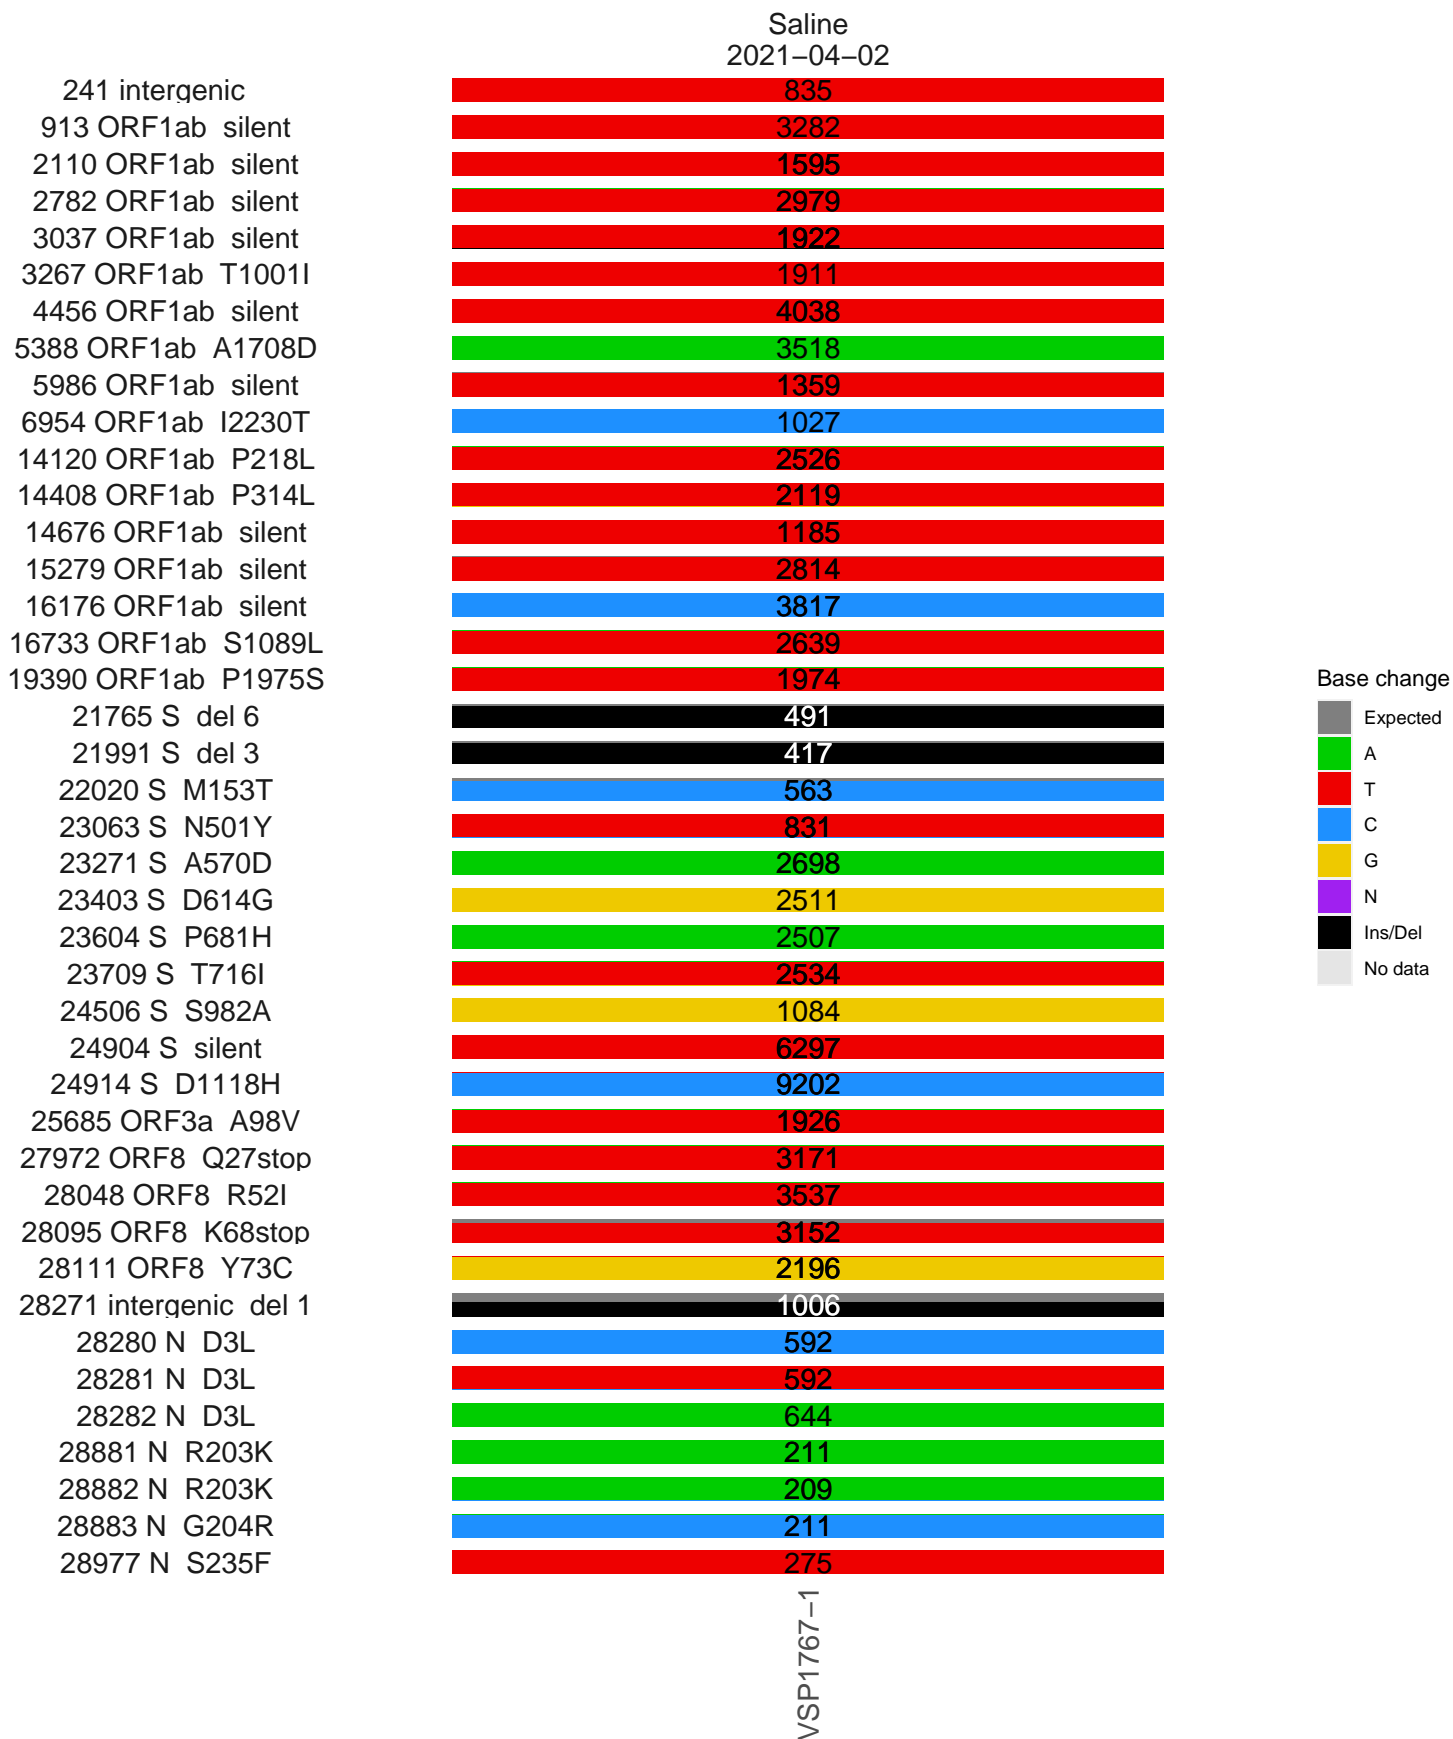 Saline
2021−04−02
241 intergenic 835
913 ORF1ab silent 3282
2110 ORF1ab silent 1595
2782 ORF1ab silent 2979
3037 ORF1ab silent 1922
3267 ORF1ab T1001I 1911
4456 ORF1ab silent 4038
5388 ORF1ab A1708D 3518
5986 ORF1ab silent 1359
6954 ORF1ab I2230T 1027
14120 ORF1ab P218L 2526
14408 ORF1ab P314L 2119
14676 ORF1ab silent 1185
15279 ORF1ab silent 2814
16176 ORF1ab silent 3817
16733 ORF1ab S1089L 2639
19390 ORF1ab P1975S 1974
21765 S del 6 491
21991 S del 3 417
22020 S M153T 563
23063 S N501Y 831
23271 S A570D 2698
23403 S D614G 2511
23604 S P681H 2507
23709 S T716I 2534
24506 S S982A 1084
24904 S silent 6297
24914 S D1118H 9202
25685 ORF3a A98V 1926
27972 ORF8 Q27stop 3171
28048 ORF8 R52I 3537
28095 ORF8 K68stop 3152
28111 ORF8 Y73C 2196
28271 intergenic del 1 1006
28280 N D3L 592
28281 N D3L 592
28282 N D3L 644
28881 N R203K 211
28882 N R203K 209
28883 N G204R 211
28977 N S235F 275
VSP1767−1
Base change
Expected
A
T
C
G
N
Ins/Del
No data